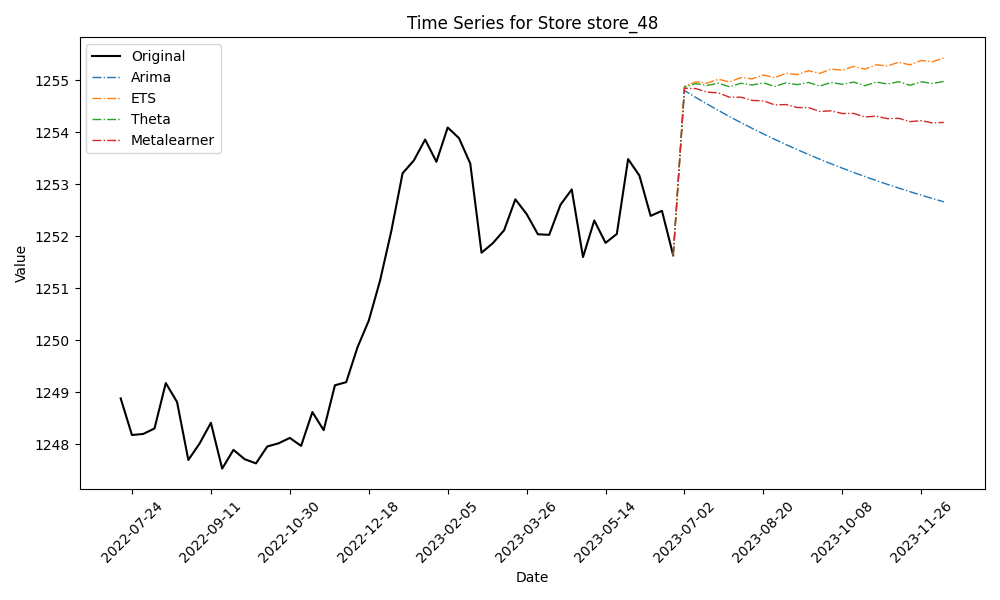 Time Series for Store store_48
Original
Arima
ETS
Theta
Metalearner
Value
1255
1254
1253
1252
1251
1250
1249
1248
2022-07-24
2022-09-11
2022-10-30
2022-12-18
2023-02-05
2023-03-26
2023-05-14
2023-07-02
2023-08-20
2023-10-08
2023-11-26
Date